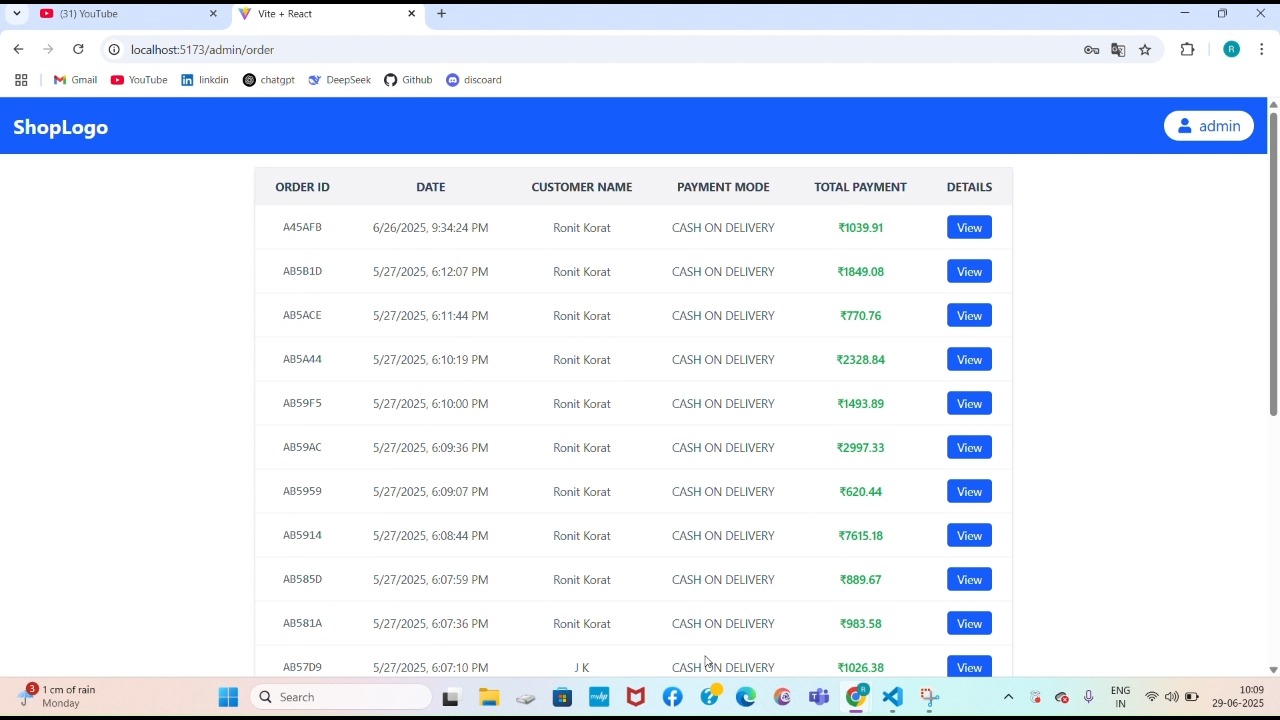 (31) YouTube
Vite + React
localhost:5173/admin/order
R
Gmail YouTube linkdin chatgpt DeepSeek Github discoard
ShopLogo
admin
ORDER ID DATE CUSTOMER NAME PAYMENT MODE TOTAL PAYMENT DETAILS
A45AFB 6/26/2025, 9:34:24 PM Ronit Korat CASH ON DELIVERY ₹1039.91 View
AB5B1D 5/27/2025, 6:12:07 PM Ronit Korat CASH ON DELIVERY ₹1849.08 View
AB5ACE 5/27/2025, 6:11:44 PM Ronit Korat CASH ON DELIVERY ₹770.76 View
AB5A44 5/27/2025, 6:10:19 PM Ronit Korat CASH ON DELIVERY ₹2328.84 View
AB59F5 5/27/2025, 6:10:00 PM Ronit Korat CASH ON DELIVERY ₹1493.89 View
AB59AC 5/27/2025, 6:09:36 PM Ronit Korat CASH ON DELIVERY ₹2997.33 View
AB5959 5/27/2025, 6:09:07 PM Ronit Korat CASH ON DELIVERY ₹620.44 View
AB5914 5/27/2025, 6:08:44 PM Ronit Korat CASH ON DELIVERY ₹7615.18 View
AB585D 5/27/2025, 6:07:59 PM Ronit Korat CASH ON DELIVERY ₹889.67 View
AB581A 5/27/2025, 6:07:36 PM Ronit Korat CASH ON DELIVERY ₹983.58 View
AB57D9 5/27/2025, 6:07:10 PM J K CASH ON DELIVERY ₹1026.38 View
3
1 cm of rain
Monday
Search
myhp
ENG
IN
10:09
29-06-2025